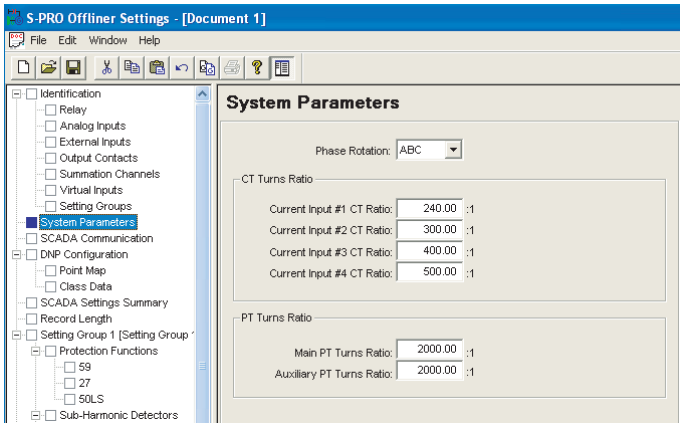 S-PRO Offliner Settings - [Document 1]
File Edit Window Help
Identification
Relay
Analog Inputs
External Inputs
Output Contacts
Summation Channels
Virtual Inputs
Setting Groups
System Parameters
SCADA Communication
DNP Configuration
Point Map
Class Data
SCADA Settings Summary
Record Length
Setting Group 1 [Setting Group
Protection Functions
59
27
50LS
Sub-Harmonic Detectors
System Parameters
Phase Rotation: ABC
CT Turns Ratio
Current Input #1 CT Ratio: 240.00 :1
Current Input #2 CT Ratio: 300.00 :1
Current Input #3 CT Ratio: 400.00 :1
Current Input #4 CT Ratio: 500.00 :1
PT Turns Ratio
Main PT Turns Ratio: 2000.00 :1
Auxiliary PT Turns Ratio: 2000.00 :1